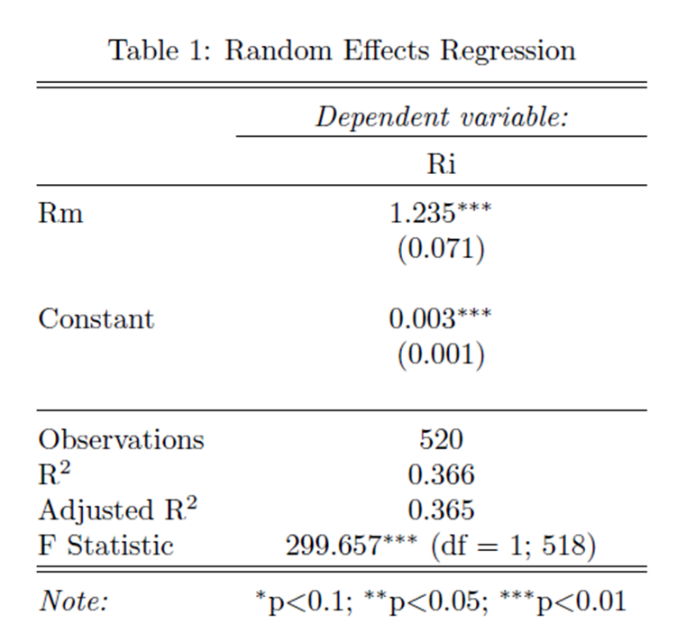 Table 1: Random Effects Regression
Dependent variable:
Ri
Rm 1.235***
(0.071)
Constant 0.003***
(0.001)
Observations 520
R² 0.366
Adjusted R² 0.365
F Statistic 299.657*** (df = 1; 518)
Note: *p<0.1; **p<0.05; ***p<0.01